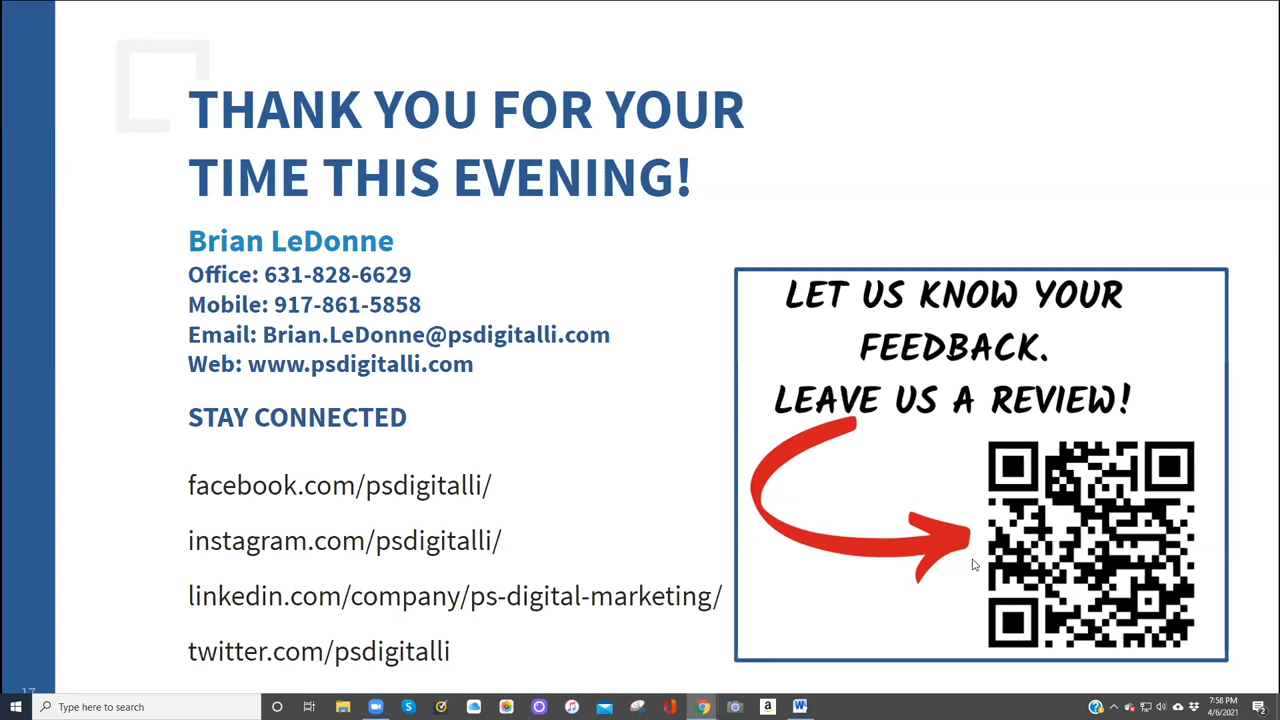 THANK YOU FOR YOUR
TIME THIS EVENING!
Brian LeDonne
Office: 631-828-6629
Mobile: 917-861-5858
Email: Brian.LeDonne@psdigitalli.com
Web: www.psdigitalli.com
STAY CONNECTED
facebook.com/psdigitalli/
instagram.com/psdigitalli/
linkedin.com/company/ps-digital-marketing/
twitter.com/psdigitalli
LET US KNOW YOUR
FEEDBACK.
LEAVE US A REVIEW!
17
Type here to search
7:58 PM
4/6/2021
2